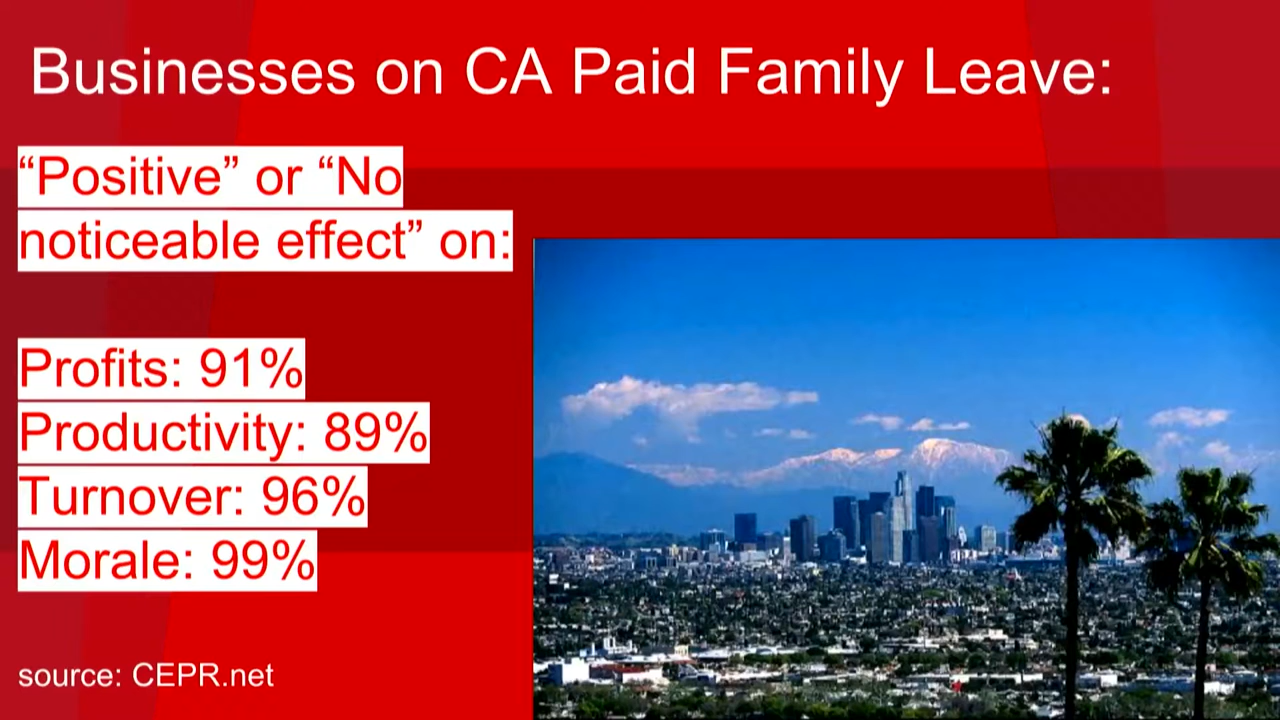 Businesses on CA Paid Family Leave:
“Positive” or “No
noticeable effect” on:
Profits: 91%
Productivity: 89%
Turnover: 96%
Morale: 99%
source: CEPR.net